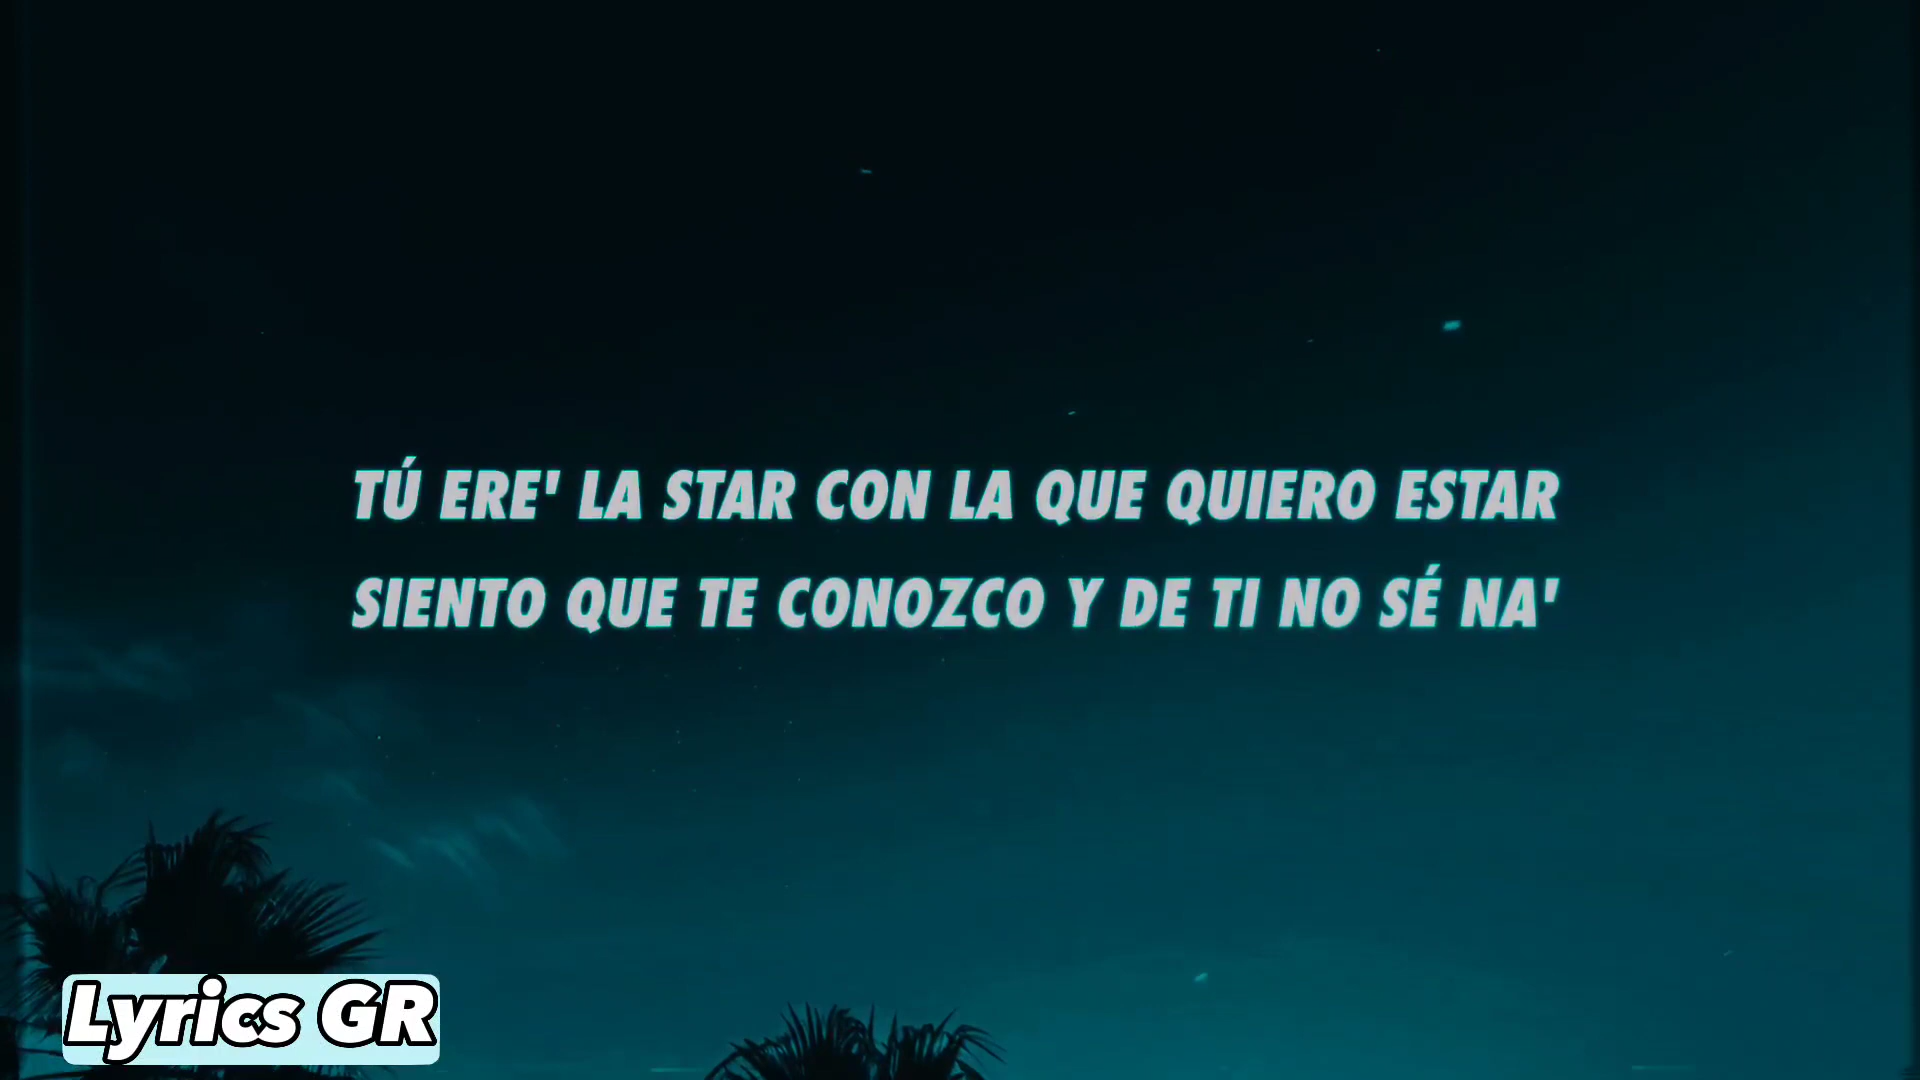 TÚ ERE' LA STAR CON LA QUE QUIERO ESTAR
SIENTO QUE TE CONOZCO Y DE TI NO SÉ NA'
Lyrics GR